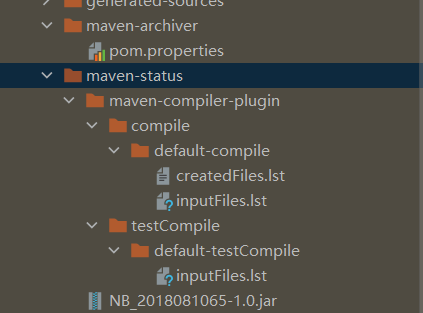 generated-sources
maven-archiver
pom.properties
maven-status
maven-compiler-plugin
compile
default-compile
createdFiles.lst
inputFiles.lst
testCompile
default-testCompile
inputFiles.lst
NB_2018081065-1.0.jar